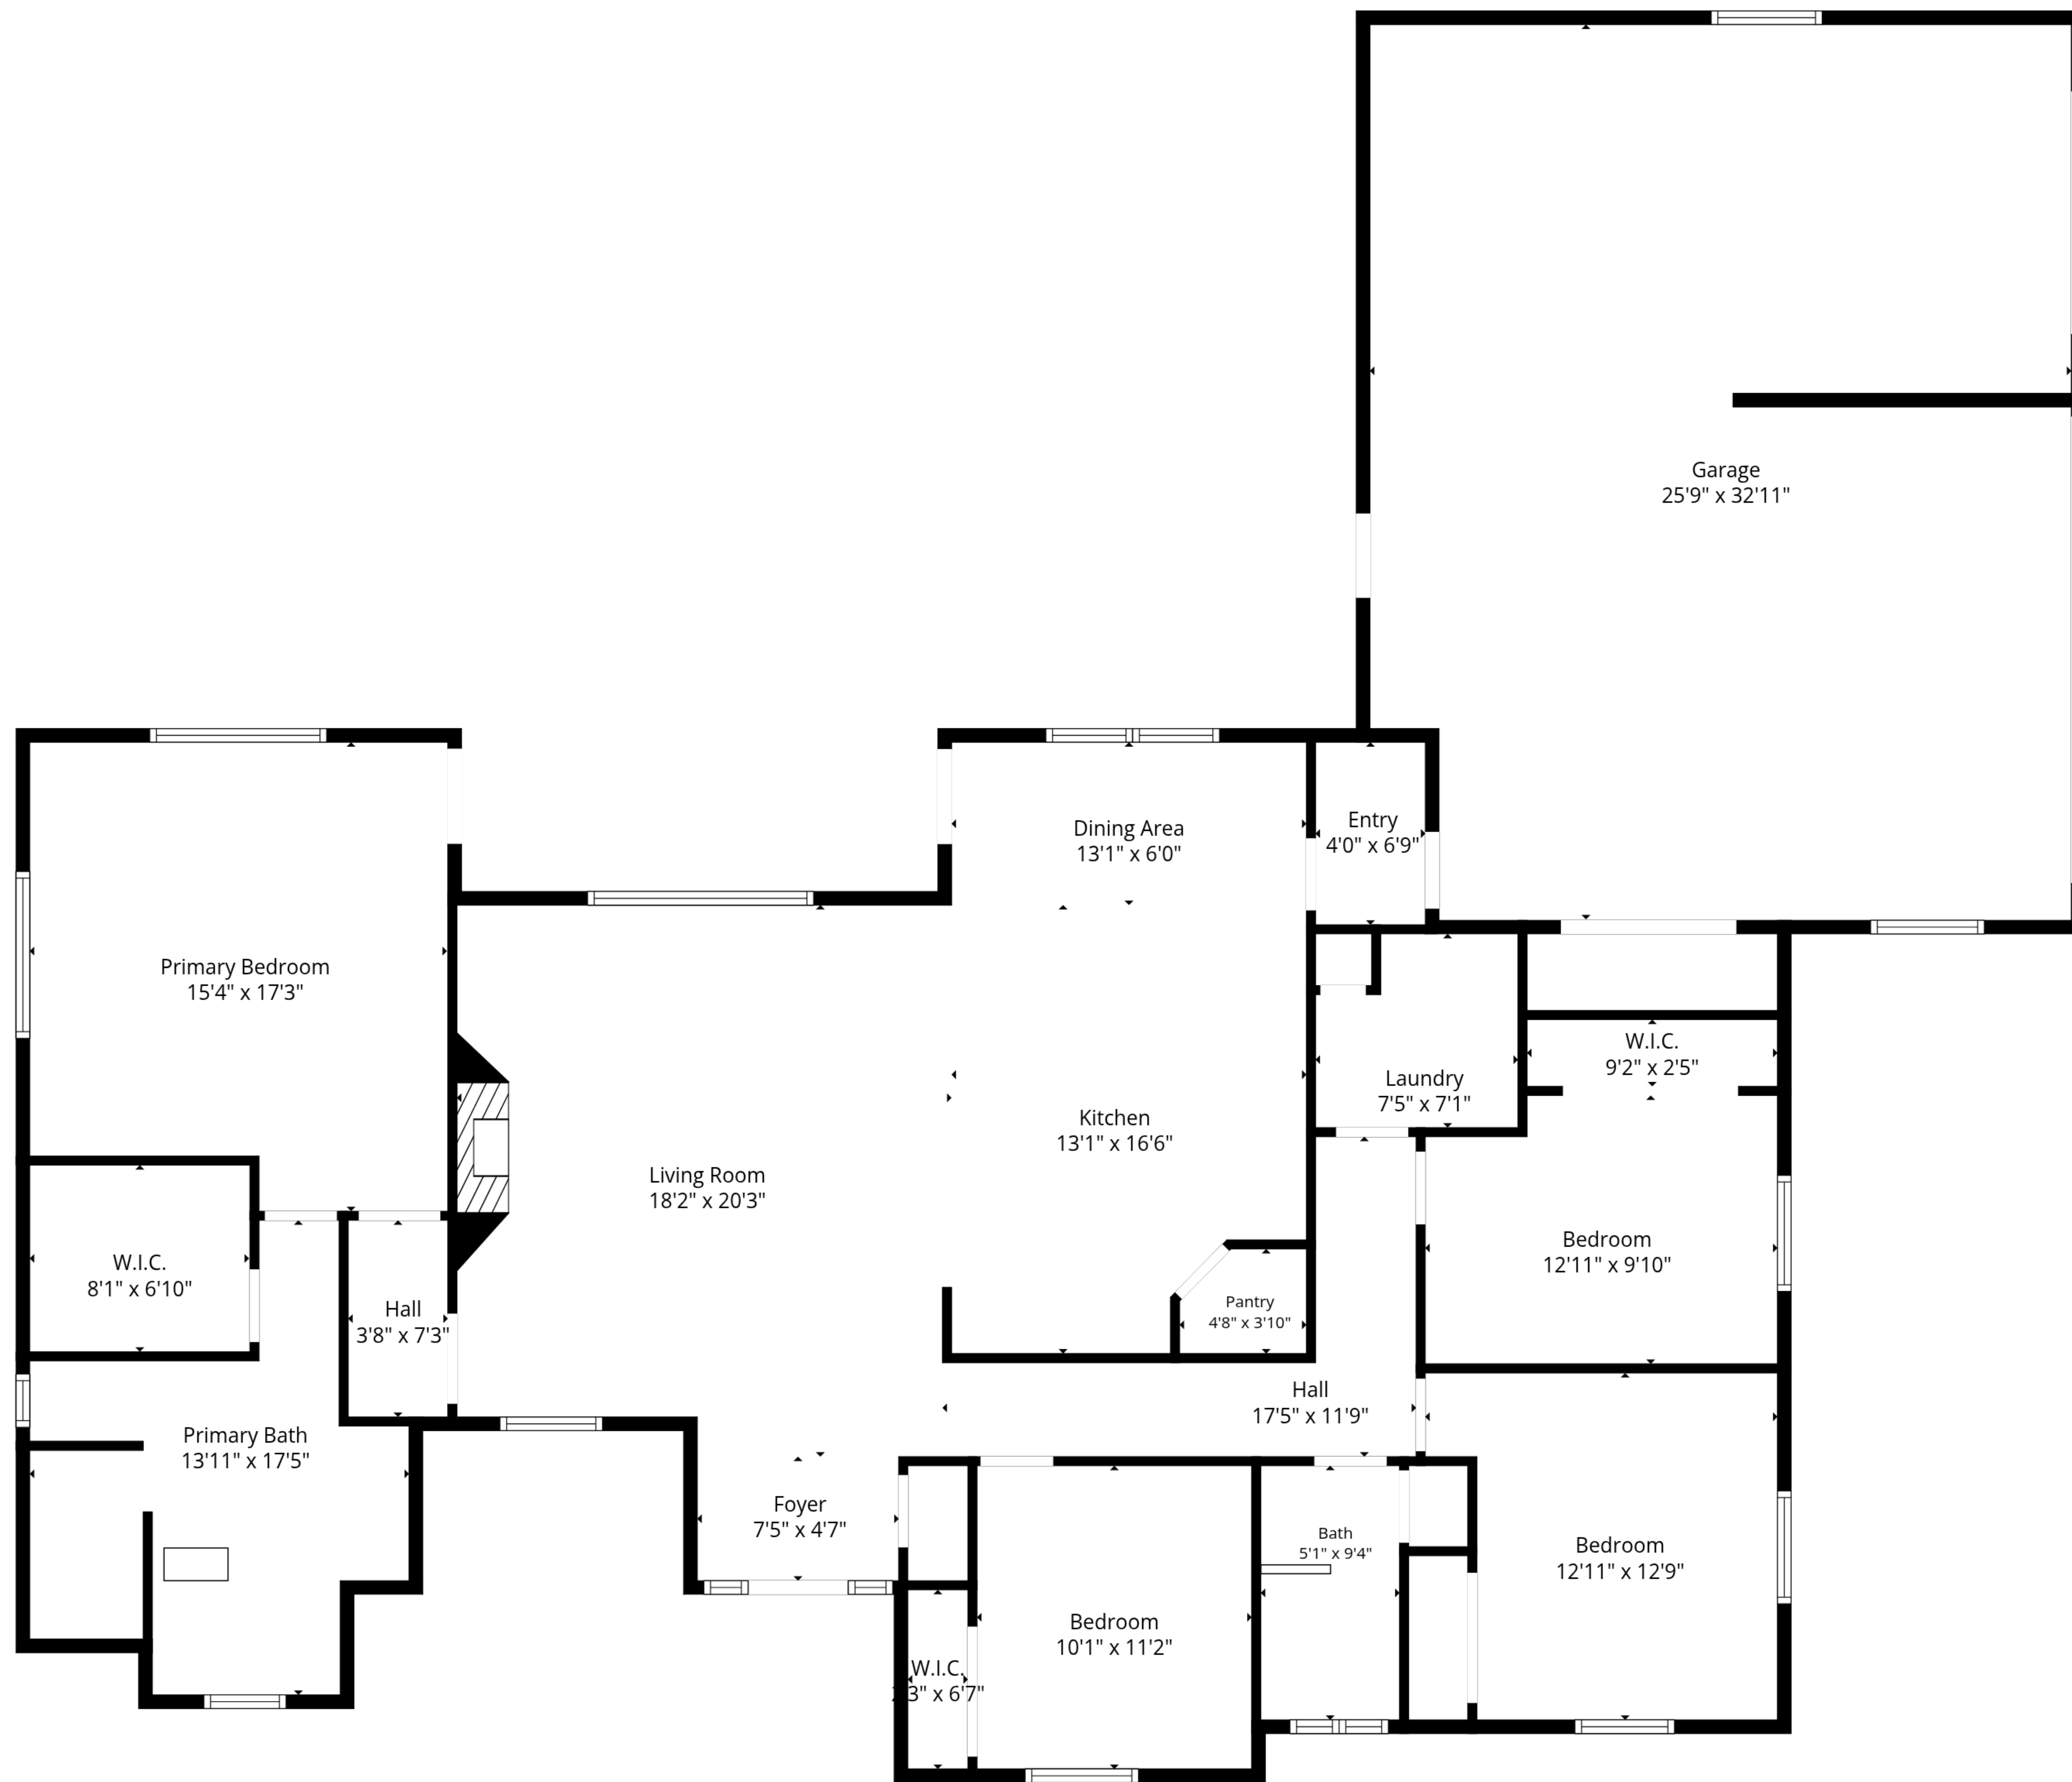 Garage
25'9" x 32'11"
Dining Area
13'1" x 6'0"
Entry
4'0" x 6'9"
Primary Bedroom
15'4" x 17'3"
W.I.C.
9'2" x 2'5"
Laundry
7'5" x 7'1"
Kitchen
13'1" x 16'6"
Living Room
18'2" x 20'3"
Bedroom
12'11" x 9'10"
W.I.C.
8'1" x 6'10"
Hall
3'8" x 7'3"
Pantry
4'8" x 3'10"
Hall
17'5" x 11'9"
Primary Bath
13'11" x 17'5"
Foyer
7'5" x 4'7"
Bath
5'1" x 9'4"
Bedroom
12'11" x 12'9"
Bedroom
10'1" x 11'2"
W.I.C.
x 6'7"